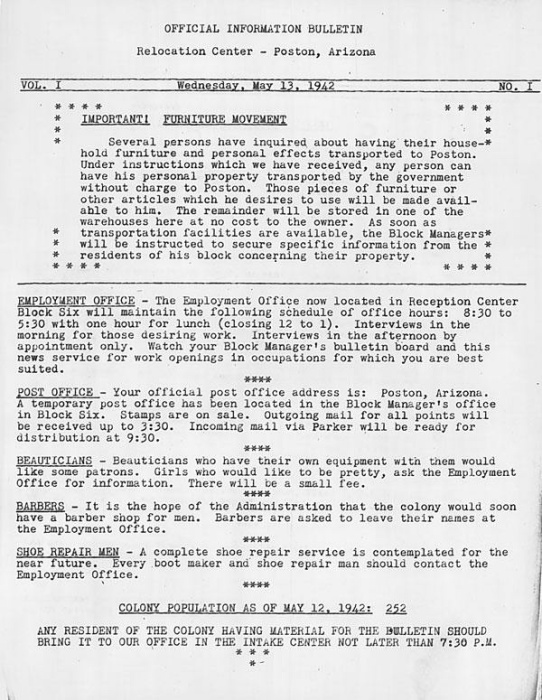 OFFICIAL INFORMATION BULLETIN
Relocation Center - Poston, Arizona
VOL. I Wednesday, May 13, 1942 NO. I
* * * * * * * *
* IMPORTANT! FURNITURE MOVEMENT *
* *
* Several persons have inquired about having their house-*
hold furniture and personal effects transported to Poston.
Under instructions which we have received, any person can
have his personal property transported by the government
without charge to Poston. Those pieces of furniture or
other articles which he desires to use will be made avail-
able to him. The remainder will be stored in one of the
warehouses here at no cost to the owner. As soon as
* transportation facilities are available, the Block Managers*
* will be instructed to secure specific information from the *
* residents of his block concerning their property. *
* * * * * * * *
EMPLOYMENT OFFICE - The Employment Office now located in Reception Center
Block Six will maintain the following schedule of office hours: 8:30 to
5:30 with one hour for lunch (closing 12 to 1). Interviews in the
morning for those desiring work. Interviews in the afternoon by
appointment only. Watch your Block Manager's bulletin board and this
news service for work openings in occupations for which you are best
suited.
****
POST OFFICE - Your official post office address is: Poston, Arizona.
A temporary post office has been located in the Block Manager's office
in Block Six. Stamps are on sale. Outgoing mail for all points will
be received up to 3:30. Incoming mail via Parker will be ready for
distribution at 9:30.
****
BEAUTICIANS - Beauticians who have their own equipment with them would
like some patrons. Girls who would like to be pretty, ask the Employment
Office for information. There will be a small fee.
****
BARBERS - It is the hope of the Administration that the colony would soon
have a barber shop for men. Barbers are asked to leave their names at
the Employment Office.
****
SHOE REPAIR MEN - A complete shoe repair service is contemplated for the
near future. Every boot maker and shoe repair man should contact the
Employment Office.
****
COLONY POPULATION AS OF MAY 12, 1942: 252
ANY RESIDENT OF THE COLONY HAVING MATERIAL FOR THE BULLETIN SHOULD
BRING IT TO OUR OFFICE IN THE INTAKE CENTER NOT LATER THAN 7:30 P.M.
* * *
* -